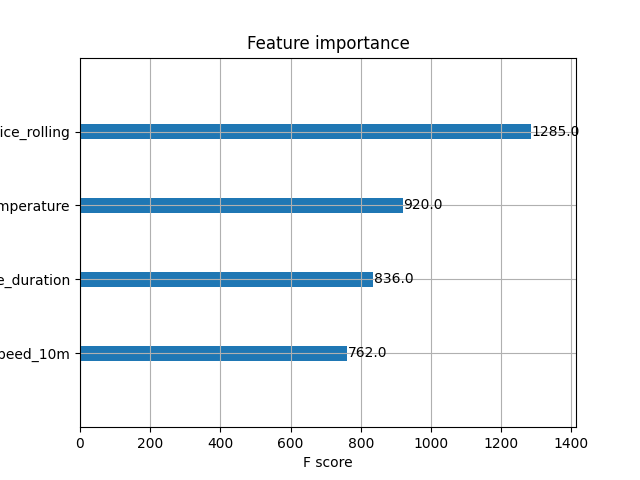 Feature importance
ice_rolling
1285.0
mperature
920.0
e_duration
836.0
peed_10m
762.0
0 200 400 600 800 1000 1200 1400
F score